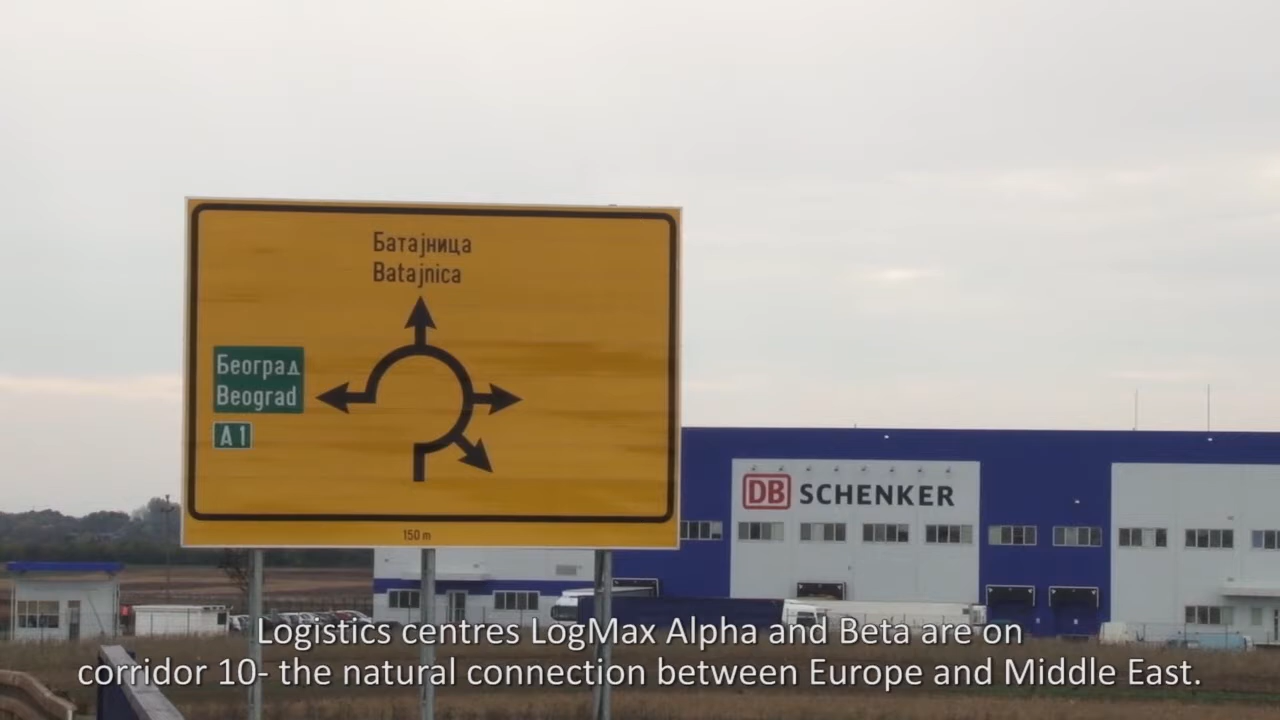 Батајница
Batajnica
Београд
Beograd
A1
150 m
DB SCHENKER
Logistics centres LogMax Alpha and Beta are on
corridor 10- the natural connection between Europe and Middle East.